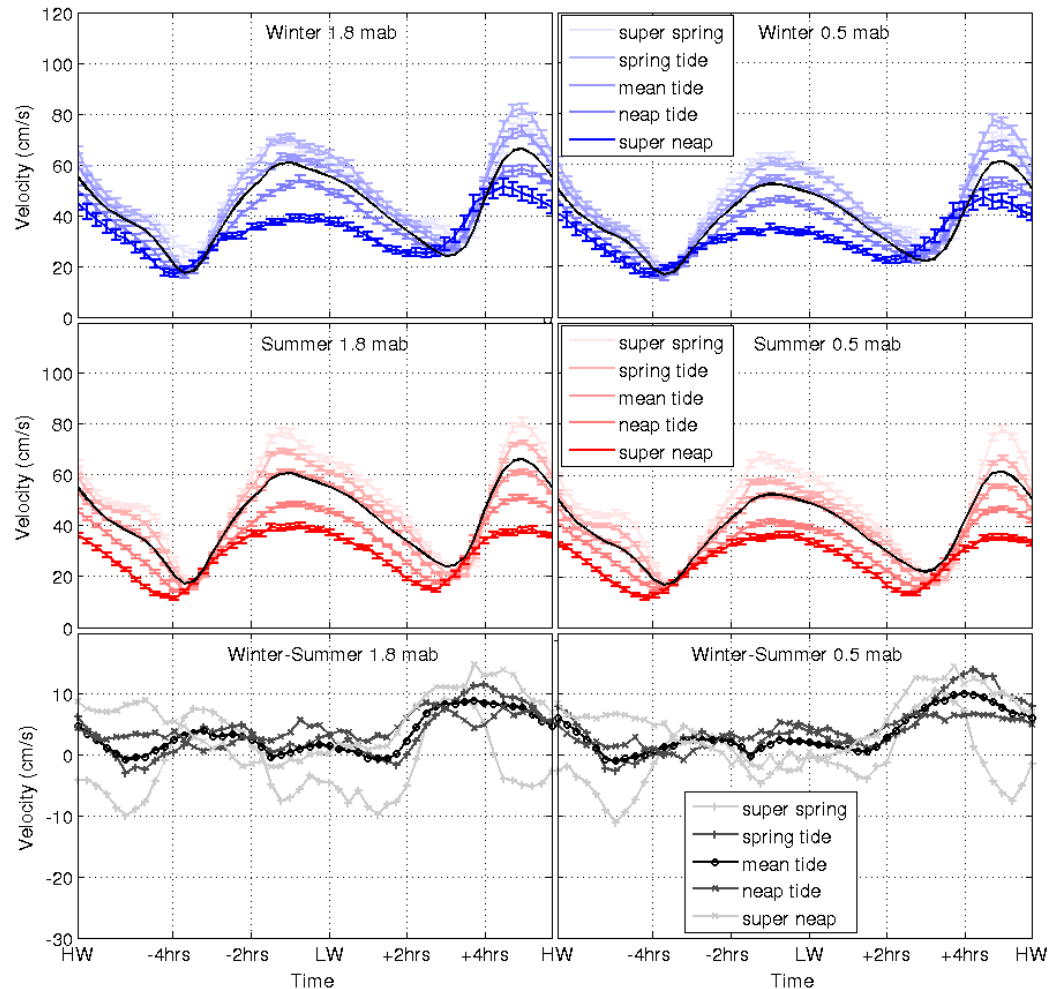 120
100
80
60
40
20
0
Velocity (cm/s)
Winter 1.8 mab
Winter 0.5 mab
super spring
spring tide
mean tide
neap tide
super neap
100
80
60
40
20
0
Velocity (cm/s)
Summer 1.8 mab
Summer 0.5 mab
super spring
spring tide
mean tide
neap tide
super neap
10
0
-10
-20
-30
Velocity (cm/s)
Winter-Summer 1.8 mab
Winter-Summer 0.5 mab
super spring
spring tide
mean tide
neap tide
super neap
HW -4hrs -2hrs LW +2hrs +4hrs HW -4hrs -2hrs LW +2hrs +4hrs HW
Time Time